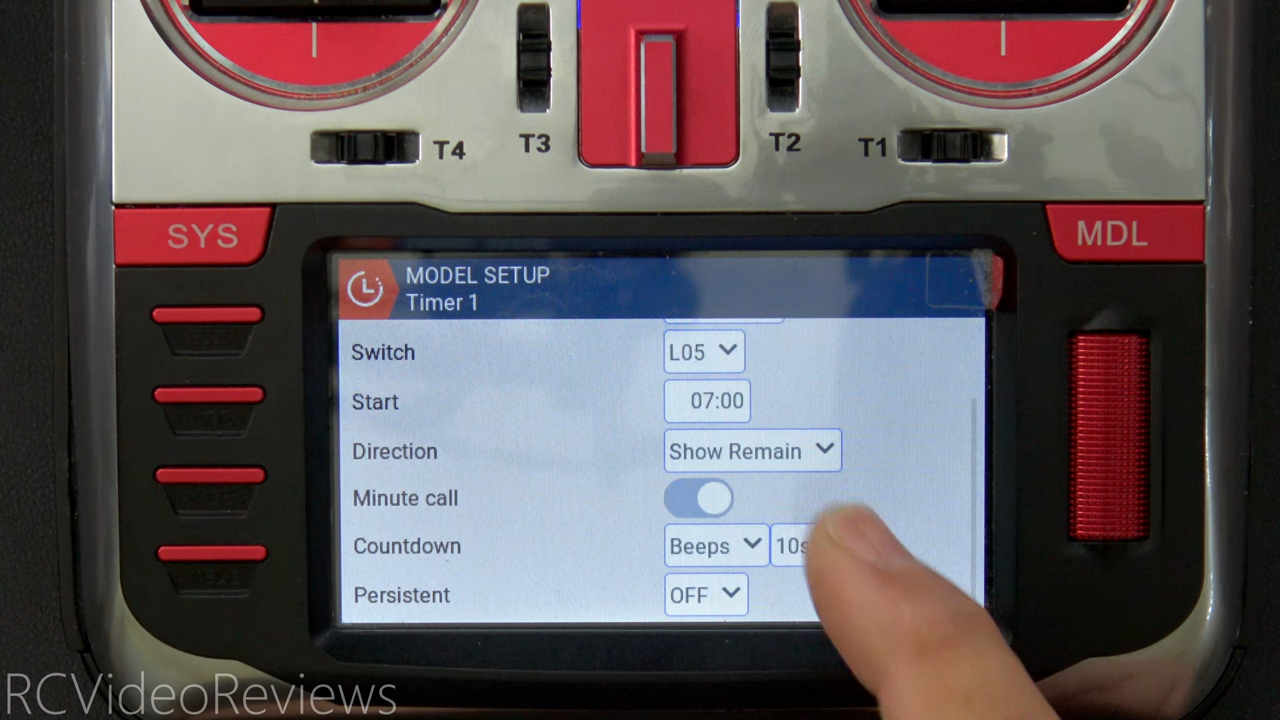 T4
T3
T2
T1
SYS
MDL
MODEL SETUP
Timer 1
Switch
L05
Start
07:00
Direction
Show Remain
Minute call
Countdown
Beeps
10s
Persistent
OFF
RCVideoReviews